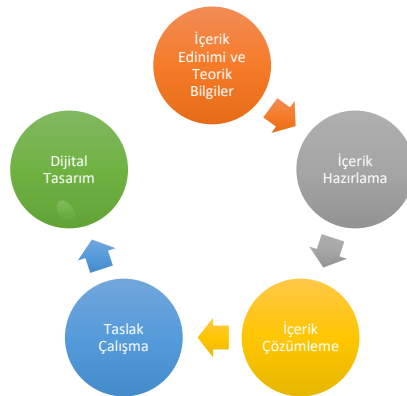 İçerik
Edinimi ve
Teorik
Bilgiler
İçerik
Hazırlama
İçerik
Çözümleme
Taslak
Çalışma
Dijital
Tasarım